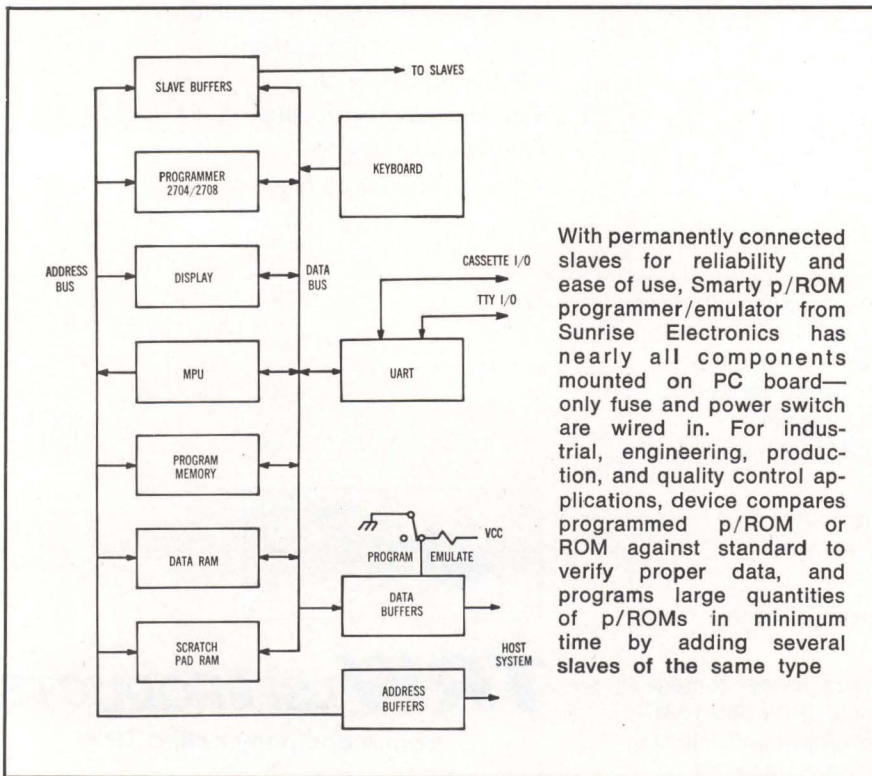 SLAVE BUFFERS
TO SLAVES
PROGRAMMER
2704/2708
KEYBOARD
ADDRESS
BUS
DISPLAY
DATA
BUS
CASSETTE I/O
TTY I/O
MPU
UART
PROGRAM
MEMORY
DATA RAM
PROGRAM
EMULATE
VCC
DATA
BUFFERS
SCRATCH
PAD RAM
HOST
SYSTEM
ADDRESS
BUFFERS
With permanently connected
slaves for reliability and
ease of use, Smarty p/ROM
programmer/emulator from
Sunrise Electronics has
nearly all components
mounted on PC board—
only fuse and power switch
are wired in. For indus-
trial, engineering, produc-
tion, and quality control ap-
plications, device compares
programmed p/ROM or
ROM against standard to
verify proper data, and
programs large quantities
of p/ROMs in minimum
time by adding several
slaves of the same type